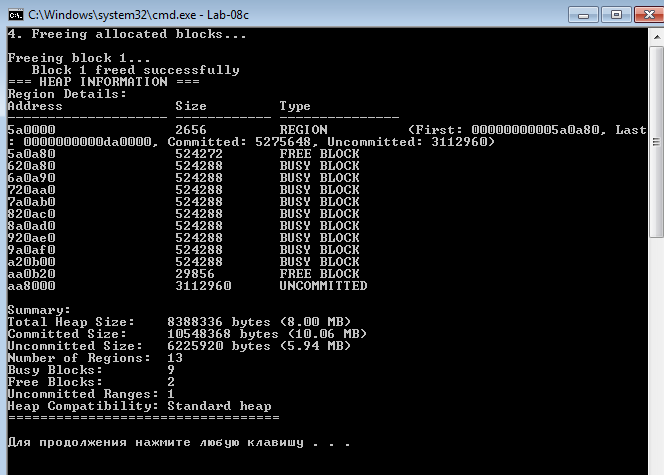 C:\Windows\system32\cmd.exe - Lab-08c
4. Freeing allocated blocks...
Freeing block 1...
Block 1 freed successfully
=== HEAP INFORMATION ===
Region Details:
Address Size Type
-------------------- ------------- ---------------
5a0000 2656 REGION (First: 00000000005a0a80, Last
: 0000000000da0000, Committed: 5275648, Uncommitted: 3112960)
5a0a80 524272 FREE BLOCK
620a80 524288 BUSY BLOCK
6a0a90 524288 BUSY BLOCK
720aa0 524288 BUSY BLOCK
7a0ab0 524288 BUSY BLOCK
820ac0 524288 BUSY BLOCK
8a0ad0 524288 BUSY BLOCK
920ae0 524288 BUSY BLOCK
9a0af0 524288 BUSY BLOCK
a20b00 524288 BUSY BLOCK
aa0b20 29856 FREE BLOCK
aa8000 3112960 UNCOMMITTED
Summary:
Total Heap Size: 8388336 bytes (8.00 MB)
Committed Size: 10548368 bytes (10.06 MB)
Uncommitted Size: 6225920 bytes (5.94 MB)
Number of Regions: 13
Busy Blocks: 9
Free Blocks: 2
Uncommitted Ranges: 1
Heap Compatibility: Standard heap
==================================
Для продолжения нажмите любую клавишу . . .